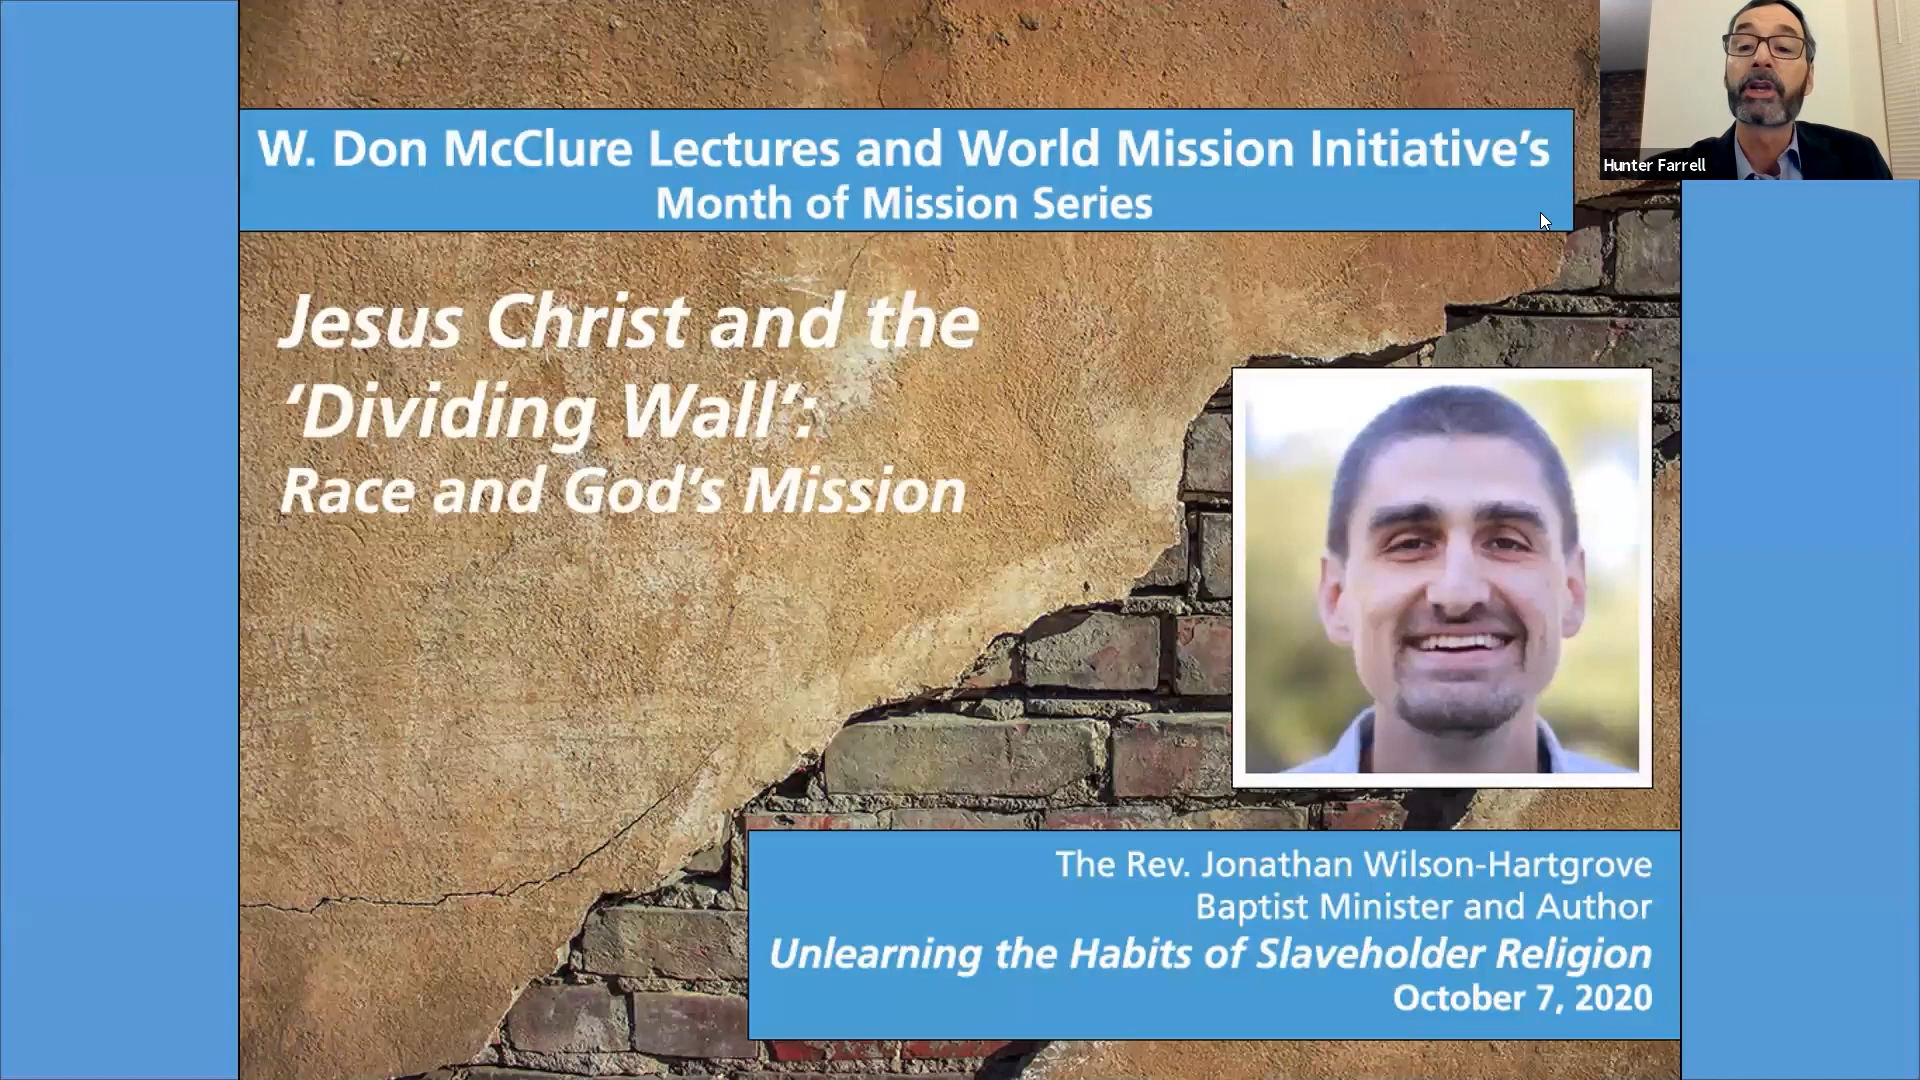 W. Don McClure Lectures and World Mission Initiative's
Month of Mission Series
Hunter Farrell
Jesus Christ and the
‘Dividing Wall’:
Race and God’s Mission
The Rev. Jonathan Wilson-Hartgrove
Baptist Minister and Author
Unlearning the Habits of Slaveholder Religion
October 7, 2020